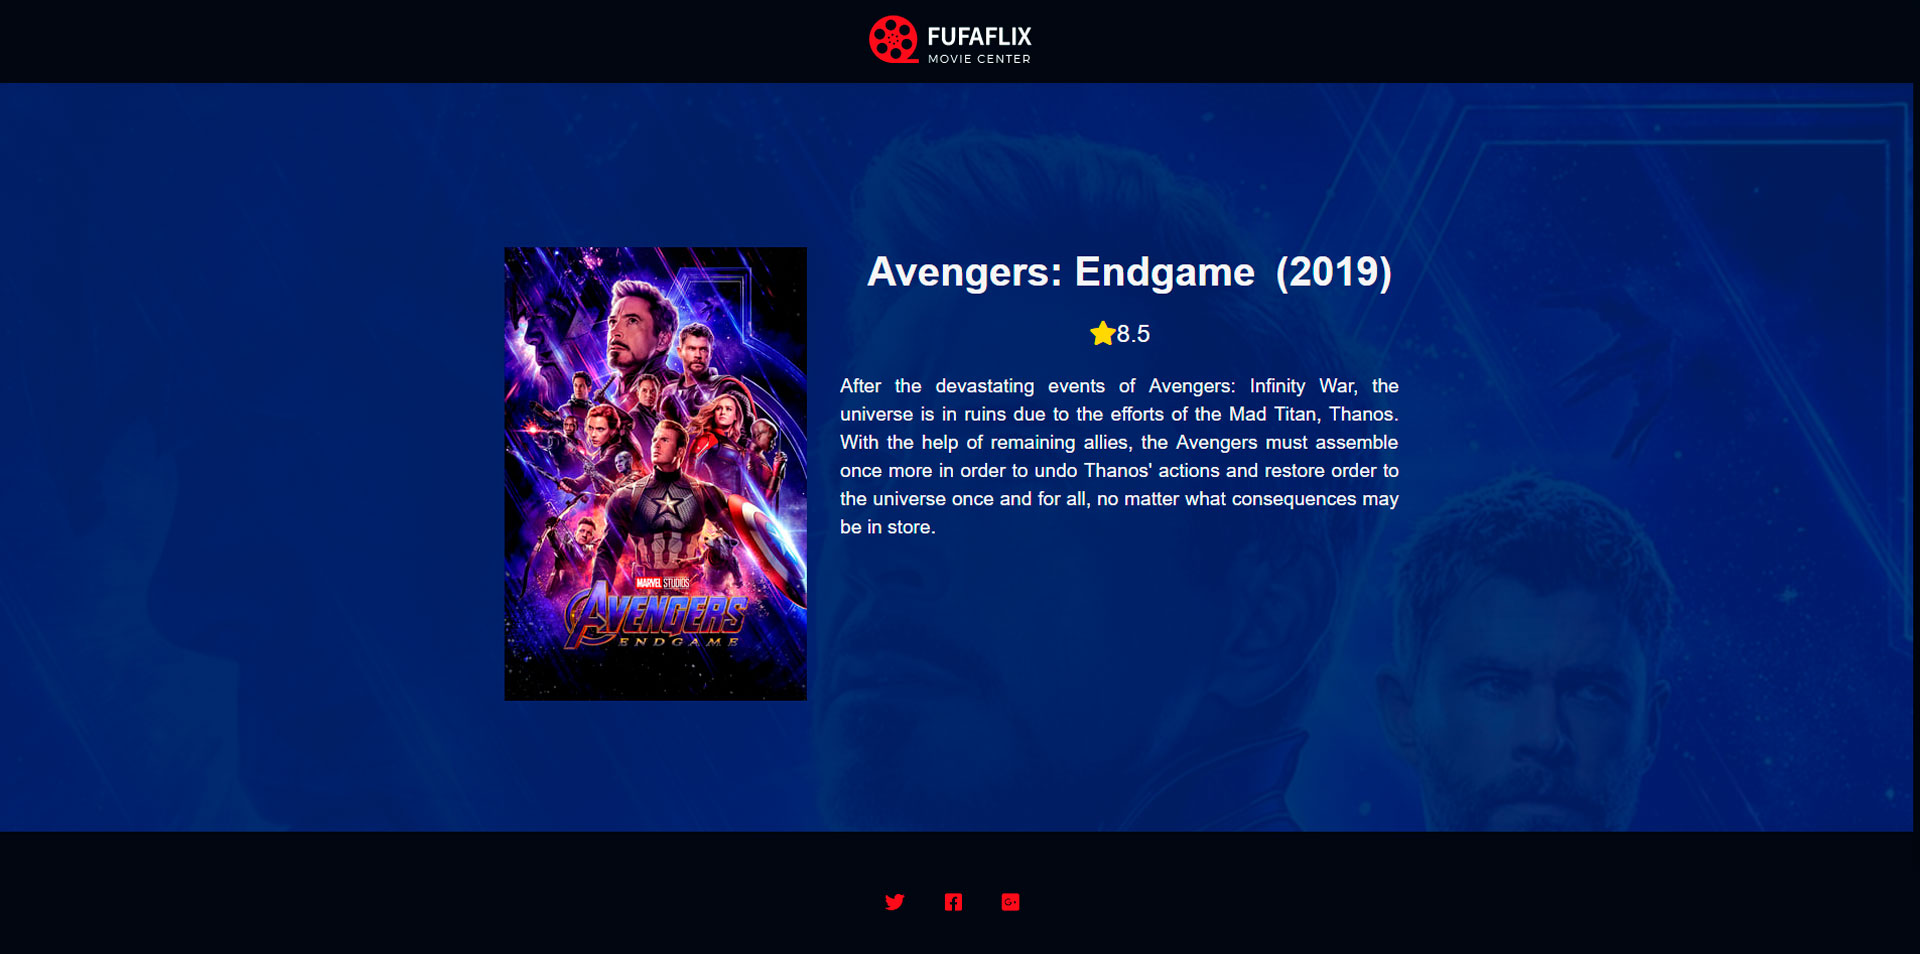 FUFAFLIX
MOVIE CENTER
Avengers: Endgame (2019)
8.5
After the devastating events of Avengers: Infinity War, the
universe is in ruins due to the efforts of the Mad Titan, Thanos.
With the help of remaining allies, the Avengers must assemble
once more in order to undo Thanos' actions and restore order to
the universe once and for all, no matter what consequences may
be in store.
MARVEL STUDIOS
AVENGERS
ENDGAME